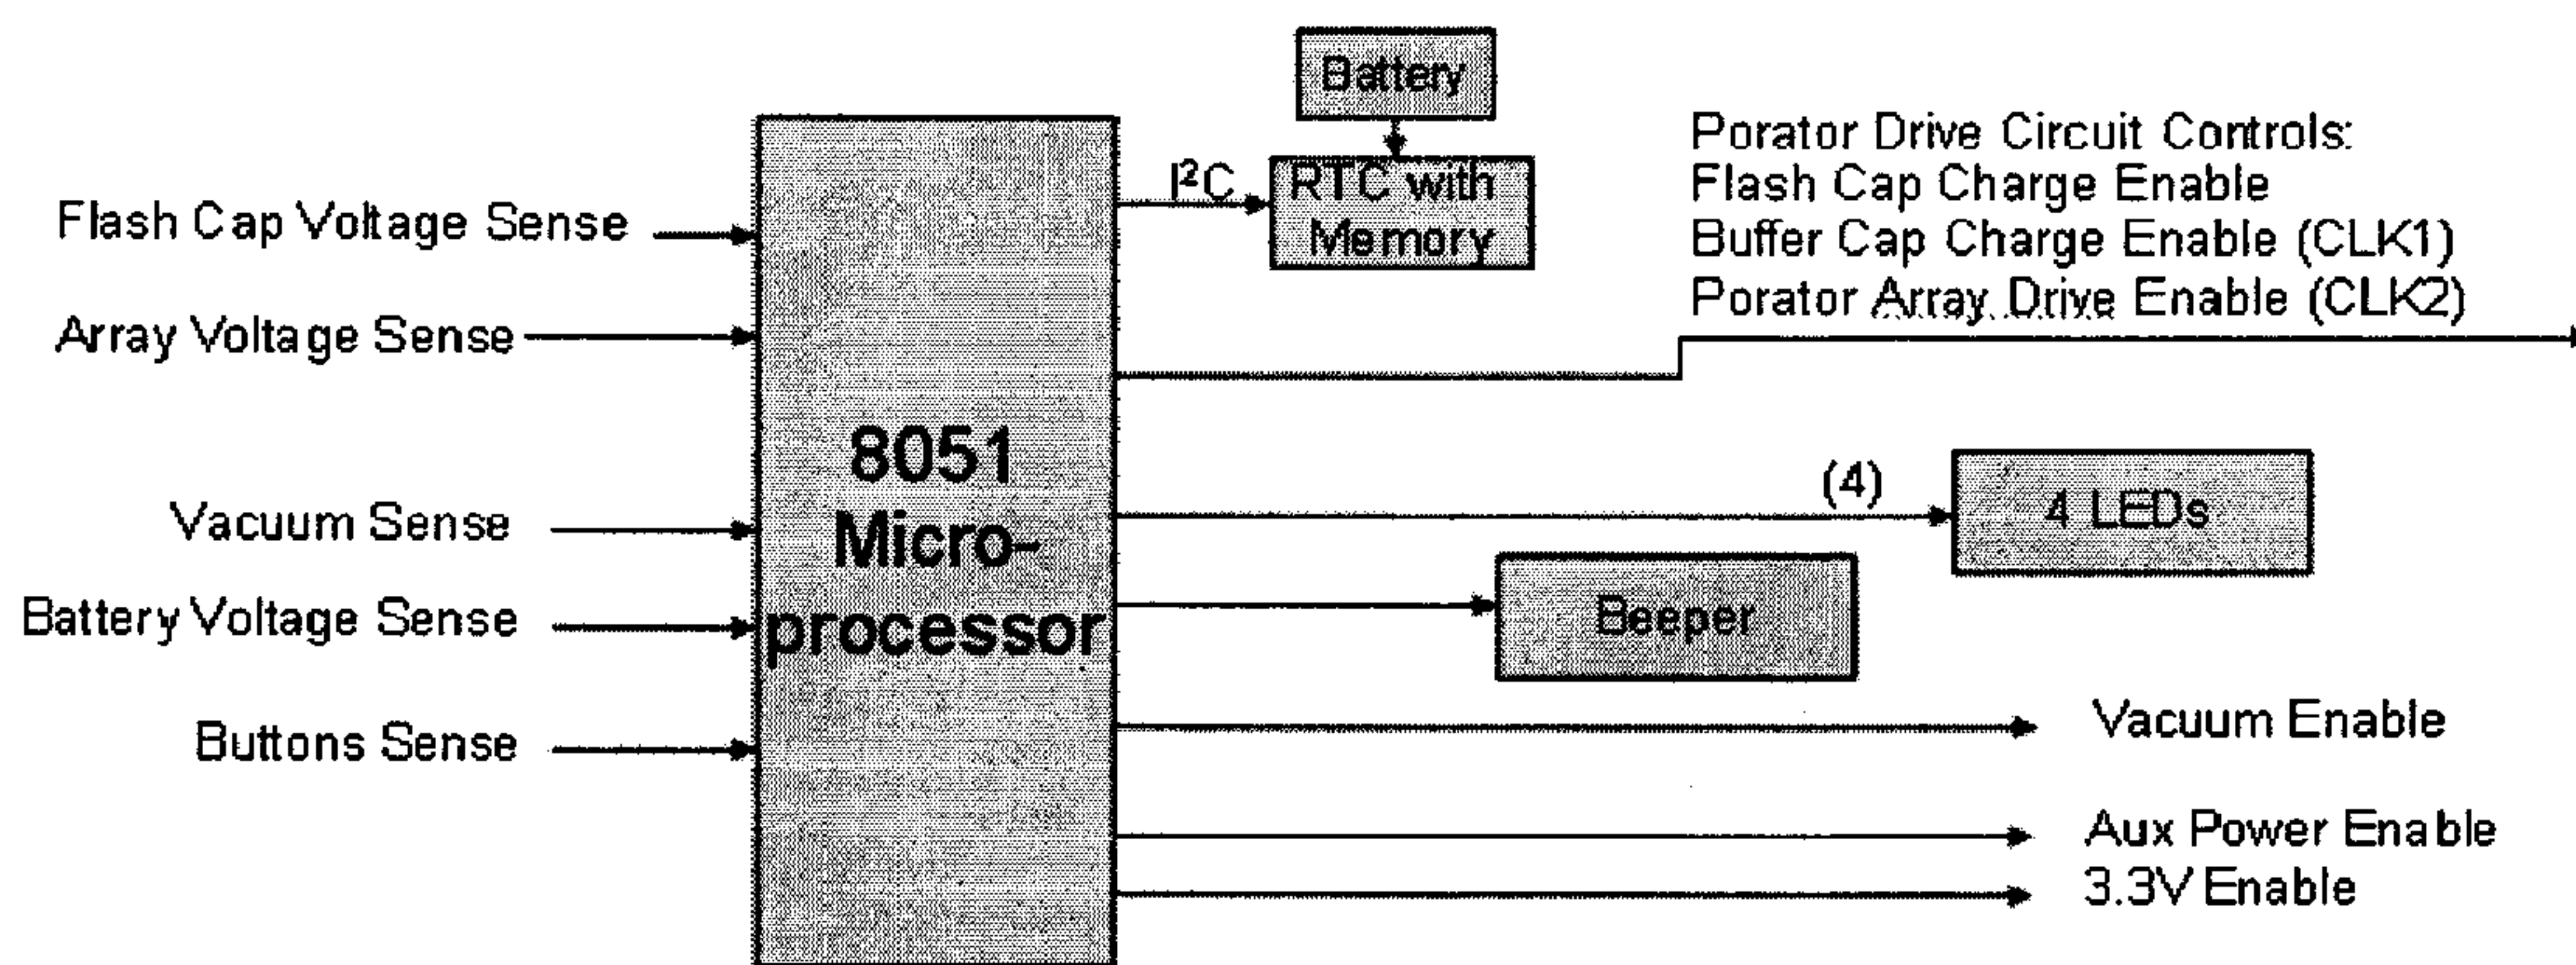 Battery
I²C
RTC with
Memory
Porator Drive Circuit Controls:
Flash Cap Charge Enable
Buffer Cap Charge Enable (CLK1)
Porator Array Drive Enable (CLK2)
Flash Cap Voltage Sense
Array Voltage Sense
Vacuum Sense
Battery Voltage Sense
Buttons Sense
8051
Micro-
processor
(4)
4 LEDs
Beeper
Vacuum Enable
Aux Power Enable
3.3V Enable